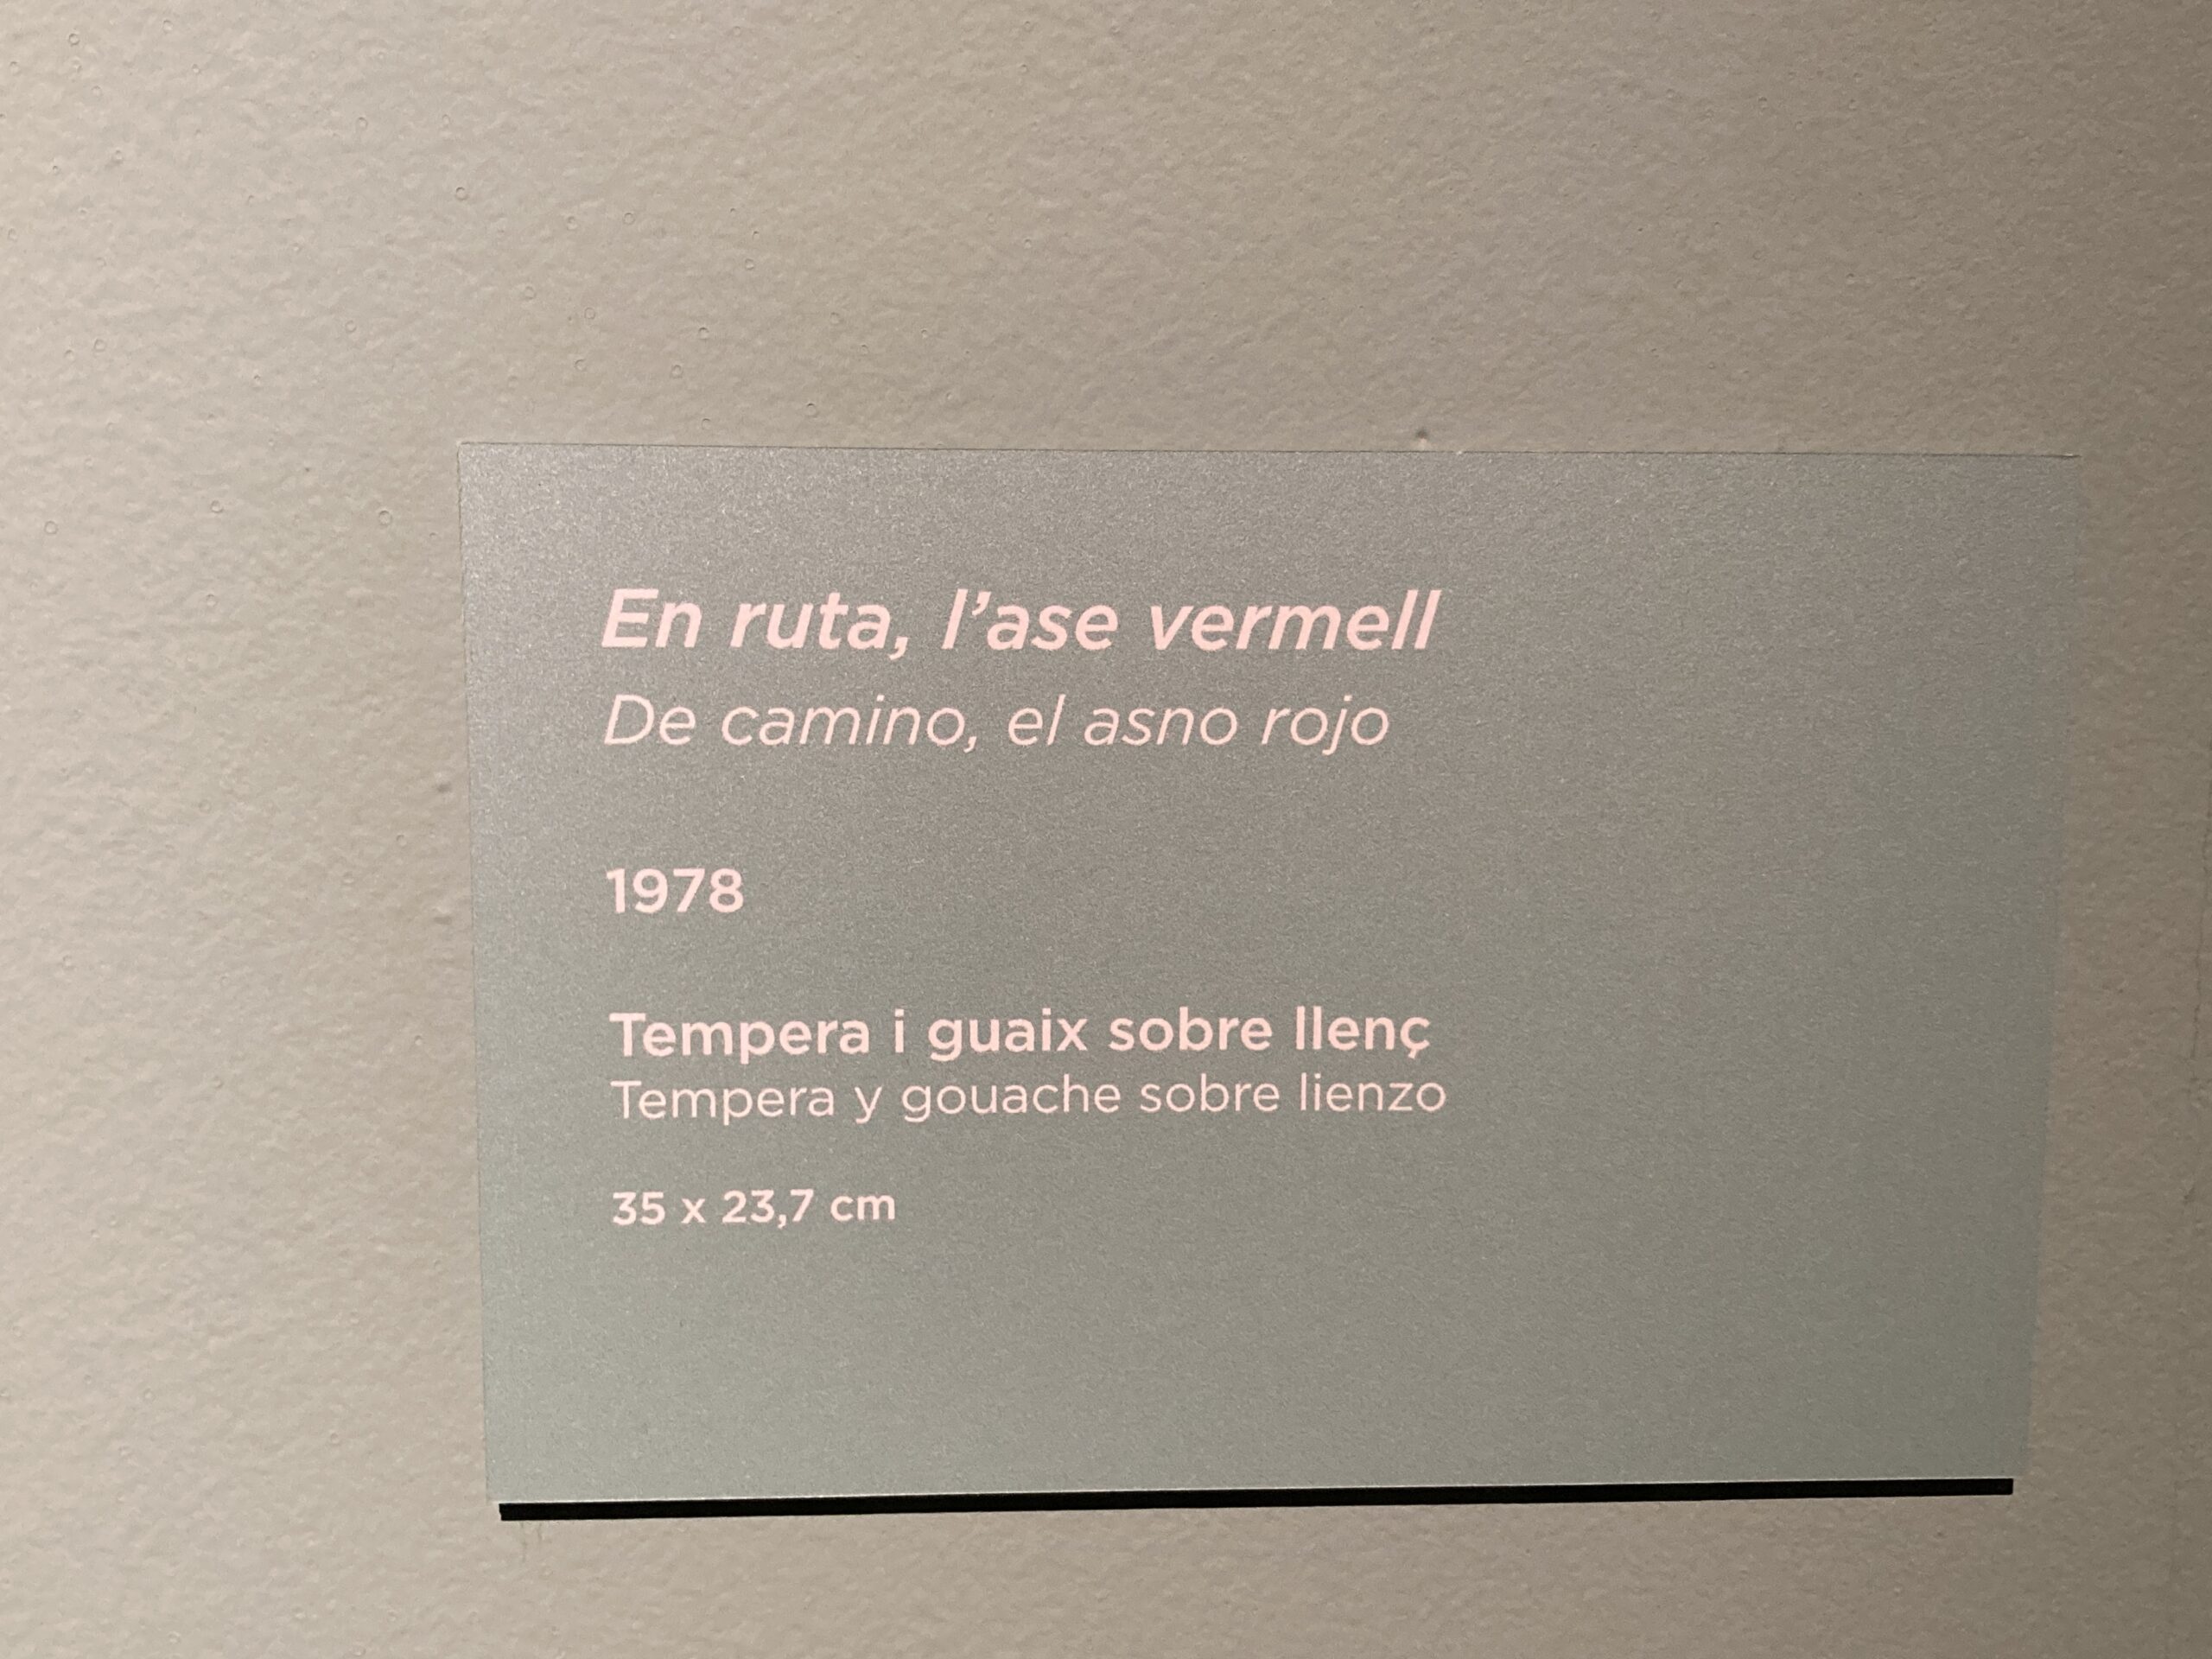 En ruta, l’ase vermell
De camino, el asno rojo
1978
Tempera i guaix sobre llenç
Tempera y gouache sobre lienzo
35 x 23,7 cm